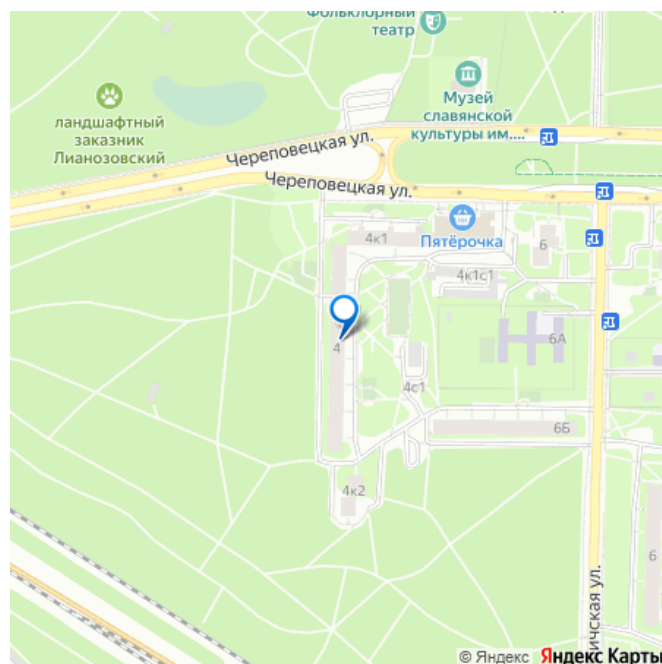 Фольклорный
театр
Музей
славянской
культуры им....
ландшафтный
заказник
Лианозовский
Череповецкая ул.
Череповецкая ул.
Пятёрочка
4к1
6
4к1с1
4
6А
4с1
6Б
4к2
6
ичская ул.
© Яндекс Яндекс Карты